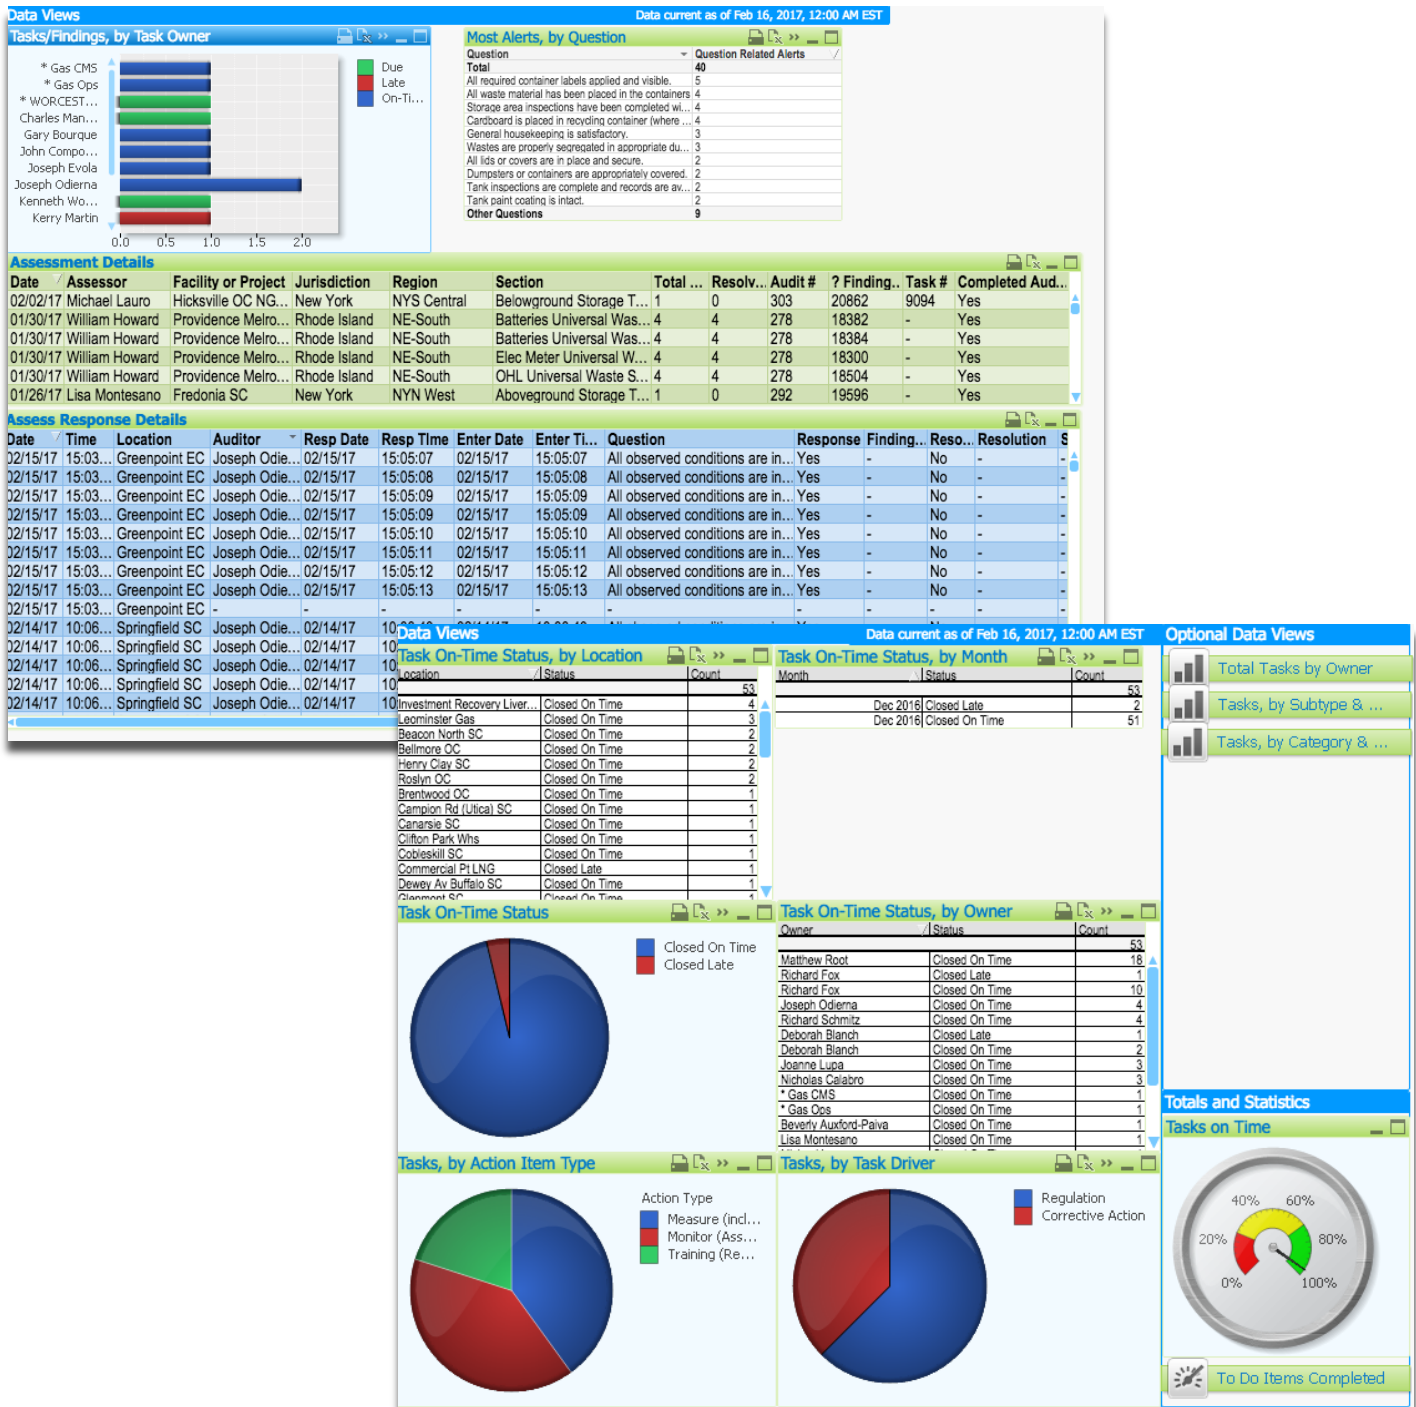 Data Views Data current as of Feb 16, 2017, 12:00 AM EST
Tasks/Findings, by Task Owner
* Gas CMS
* Gas Ops
* WORCEST...
Charles Man...
Gary Bourque
John Compo...
Joseph Evola
Joseph Odierna
Kenneth Wo...
Kerry Martin
0.0 0.5 1.0 1.5 2.0
Due
Late
On-Ti...
Most Alerts, by Question
Question Question Related Alerts
Total 40
All required container labels applied and visible. 5
All waste material has been placed in the containers 4
Storage area inspections have been completed wi... 4
Cardboard is placed in recycling container (where ... 4
General housekeeping is satisfactory. 3
Wastes are properly segregated in appropriate du... 3
All lids or covers are in place and secure. 2
Dumpsters or containers are appropriately covered. 2
Tank inspections are complete and records are av... 2
Tank paint coating is intact. 2
Other Questions 9
Assessment Details
Date Assessor Facility or Project Jurisdiction Region Section Total ... Resolv... Audit # ? Finding.. Task # Completed Aud...
02/02/17 Michael Lauro Hicksville OC NG... New York NYS Central Belowground Storage T... 1 0 303 20862 9094 Yes
01/30/17 William Howard Providence Melro... Rhode Island NE-South Batteries Universal Was... 4 4 278 18382 - Yes
01/30/17 William Howard Providence Melro... Rhode Island NE-South Batteries Universal Was... 4 4 278 18384 - Yes
01/30/17 William Howard Providence Melro... Rhode Island NE-South Elec Meter Universal W... 4 4 278 18300 - Yes
01/30/17 William Howard Providence Melro... Rhode Island NE-South OHL Universal Waste S... 4 4 278 18504 - Yes
01/26/17 Lisa Montesano Fredonia SC New York NYN West Aboveground Storage T... 1 0 292 19596 - Yes
Assess Response Details
Date Time Location Auditor Resp Date Resp TIme Enter Date Enter Ti... Question Response Finding... Reso... Resolution S
02/15/17 15:03... Greenpoint EC Joseph Odie... 02/15/17 15:05:07 02/15/17 15:05:07 All observed conditions are in... Yes - No - -
02/15/17 15:03... Greenpoint EC Joseph Odie... 02/15/17 15:05:08 02/15/17 15:05:08 All observed conditions are in... Yes - No - -
02/15/17 15:03... Greenpoint EC Joseph Odie... 02/15/17 15:05:09 02/15/17 15:05:09 All observed conditions are in... Yes - No - -
02/15/17 15:03... Greenpoint EC Joseph Odie... 02/15/17 15:05:09 02/15/17 15:05:09 All observed conditions are in... Yes - No - -
02/15/17 15:03... Greenpoint EC Joseph Odie... 02/15/17 15:05:10 02/15/17 15:05:10 All observed conditions are in... Yes - No - -
02/15/17 15:03... Greenpoint EC Joseph Odie... 02/15/17 15:05:11 02/15/17 15:05:11 All observed conditions are in... Yes - No - -
02/15/17 15:03... Greenpoint EC Joseph Odie... 02/15/17 15:05:12 02/15/17 15:05:12 All observed conditions are in... Yes - No - -
02/15/17 15:03... Greenpoint EC Joseph Odie... 02/15/17 15:05:13 02/15/17 15:05:13 All observed conditions are in... Yes - No - -
02/15/17 15:03... Greenpoint EC - - - - - - - - - - -
02/14/17 10:06... Springfield SC Joseph Odie... 02/14/17
02/14/17 10:06... Springfield SC Joseph Odie... 02/14/17 10
02/14/17 10:06... Springfield SC Joseph Odie... 02/14/17 10
02/14/17 10:06... Springfield SC Joseph Odie... 02/14/17 10
02/14/17 10:06... Springfield SC Joseph Odie... 02/14/17 10
Data Views Data current as of Feb 16, 2017, 12:00 AM EST
Task On-Time Status, by Location
Location Status Count
53
Investment Recovery Liver... Closed On Time 4
Leominster Gas Closed On Time 3
Beacon North SC Closed On Time 2
Bellmore OC Closed On Time 2
Henry Clay SC Closed On Time 2
Roslyn OC Closed On Time 2
Brentwood OC Closed On Time 1
Campion Rd (Utica) SC Closed On Time 1
Canarsie SC Closed On Time 1
Clifton Park Whs Closed On Time 1
Cobleskill SC Closed On Time 1
Commercial Pt LNG Closed Late 1
Dewey Av Buffalo SC Closed On Time 1
Glenmont SC Closed On Time 1
Task On-Time Status, by Month
Month Status Count
53
Dec 2016 Closed Late 2
Dec 2016 Closed On Time 51
Optional Data Views
Total Tasks by Owner
Tasks, by Subtype & ...
Tasks, by Category & ...
Task On-Time Status
Closed On Time
Closed Late
Task On-Time Status, by Owner
Owner Status Count
53
Matthew Root Closed On Time 18
Richard Fox Closed Late 1
Richard Fox Closed On Time 10
Joseph Odierna Closed On Time 4
Richard Schmitz Closed On Time 4
Deborah Blanch Closed Late 1
Deborah Blanch Closed On Time 2
Joanne Lupa Closed On Time 3
Nicholas Calabro Closed On Time 3
* Gas CMS Closed On Time 1
* Gas Ops Closed On Time 1
Beverly Auxford-Paiva Closed On Time 1
Lisa Montesano Closed On Time 1
Tasks, by Action Item Type
Action Type
Measure (incl...
Monitor (Ass...
Training (Re...
Tasks, by Task Driver
Regulation
Corrective Action
Totals and Statistics
Tasks on Time
0% 20% 40% 60% 80% 100%
To Do Items Completed